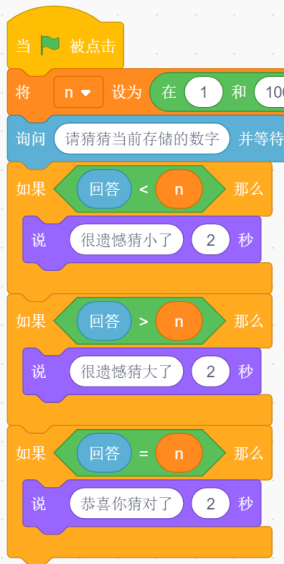 当 被点击
将 n 设为 在 1 和 100
询问 请猜猜当前存储的数字 并等待
如果 回答 < n 那么
说 很遗憾猜小了 2 秒
如果 回答 > n 那么
说 很遗憾猜大了 2 秒
如果 回答 = n 那么
说 恭喜你猜对了 2 秒